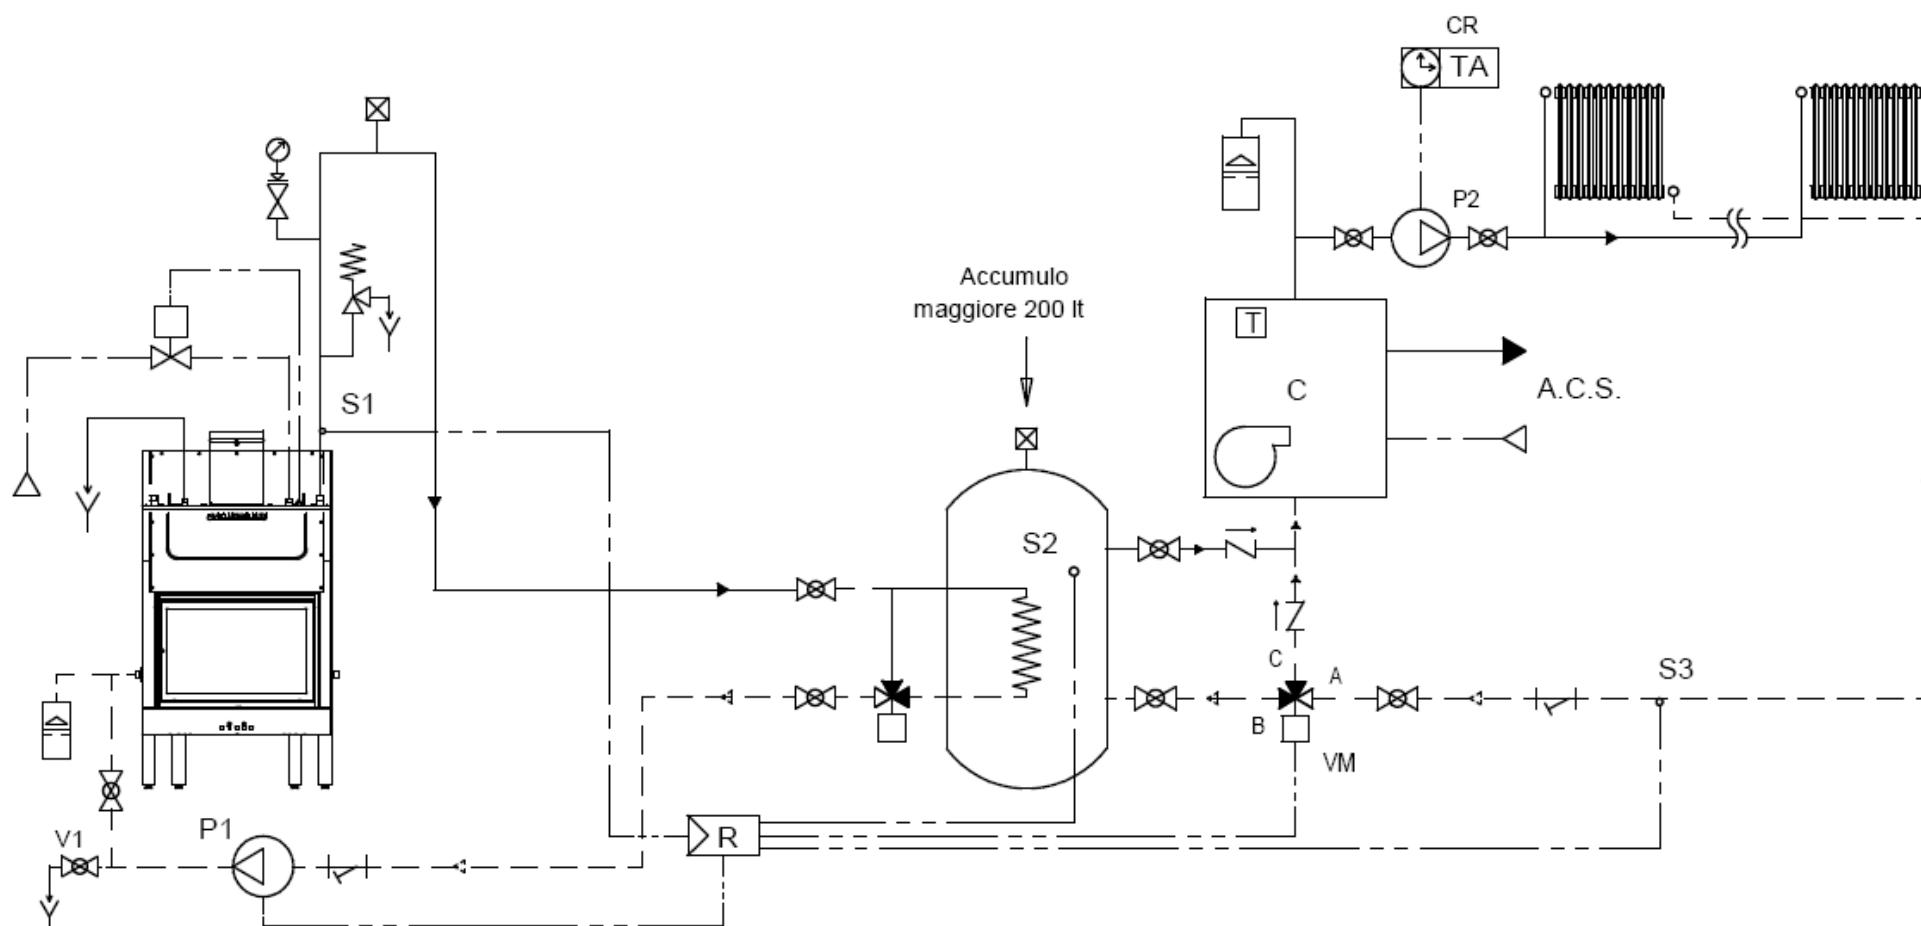 CR
TA
P2
Accumulo
maggiore 200 lt
T
S1
C
A.C.S.
S2
C
A
S3
B
VM
P1
V1
R